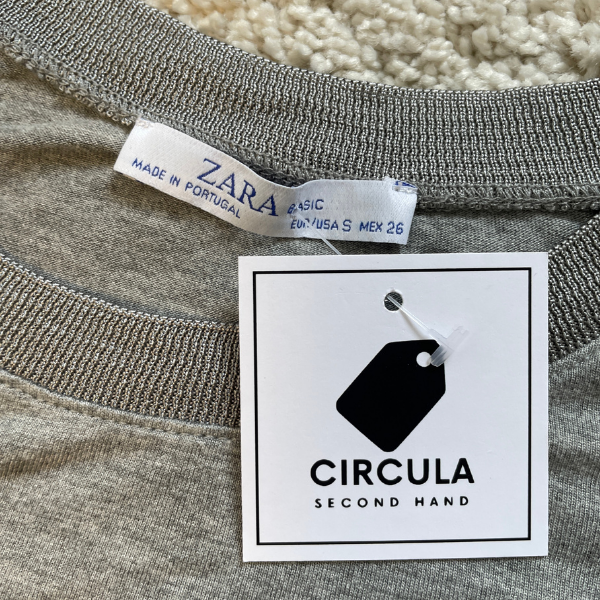 ZARA
BASIC
MADE IN PORTUGAL
EUR/USA S MEX 26
CIRCULA
SECOND HAND